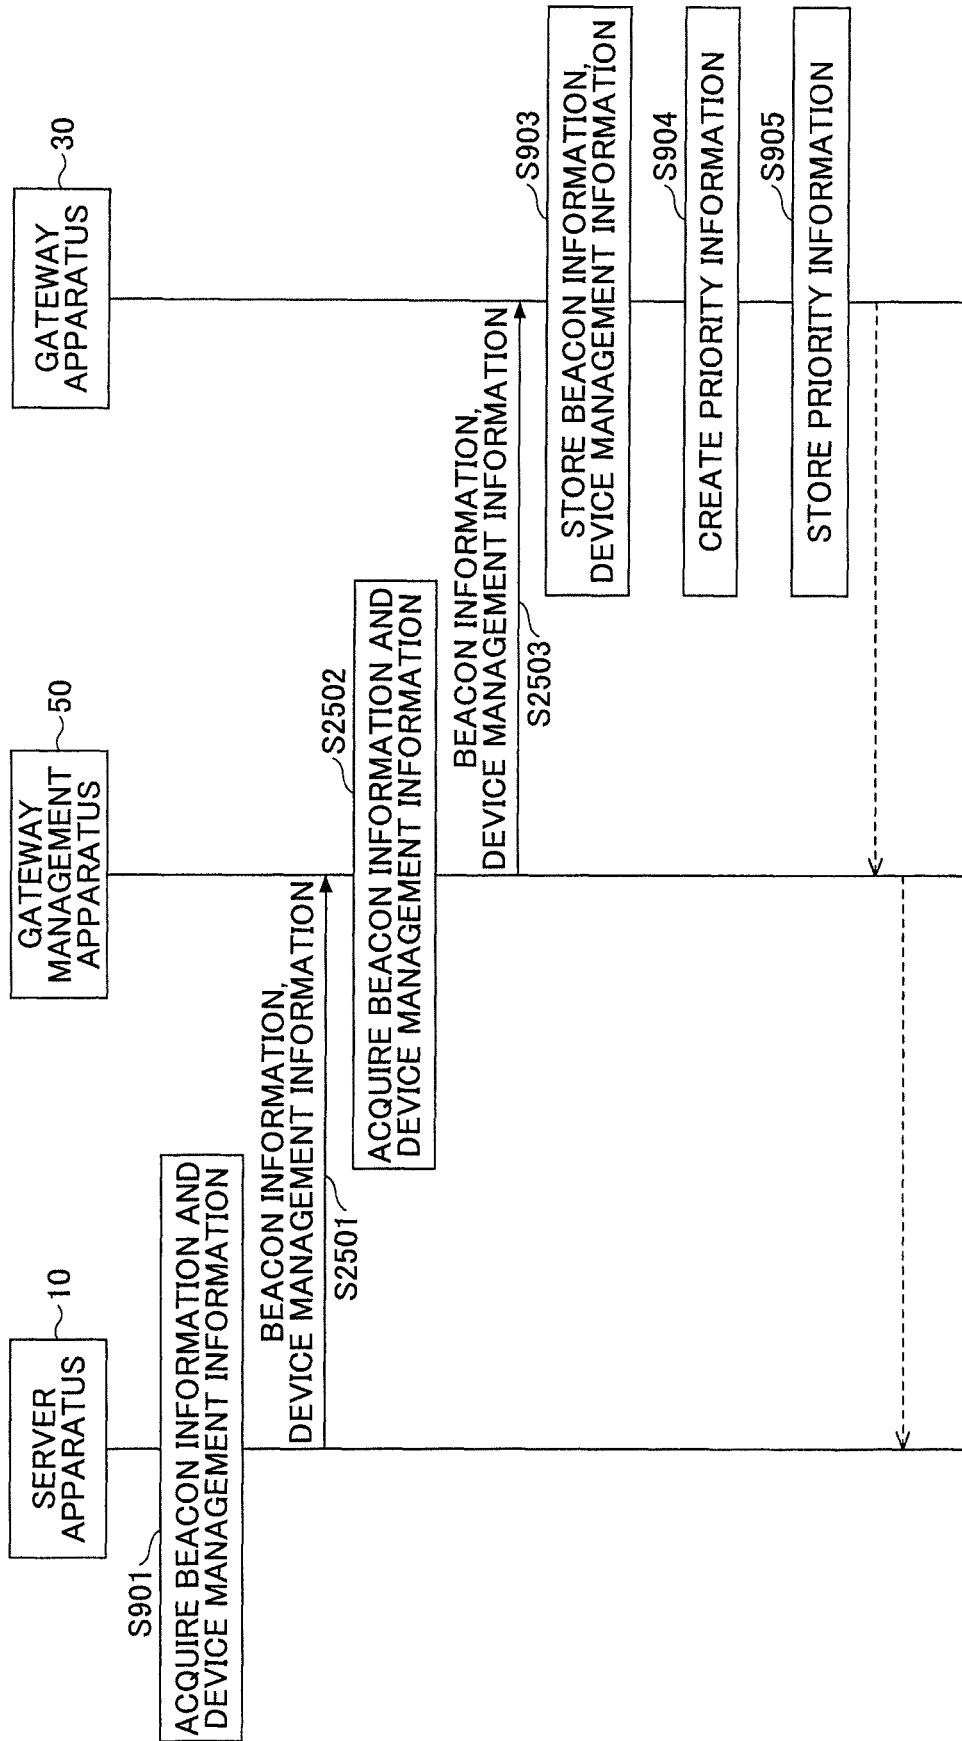 SERVER
APPARATUS
10
GATEWAY
MANAGEMENT
APPARATUS
50
GATEWAY
APPARATUS
30
S901
ACQUIRE BEACON INFORMATION AND
DEVICE MANAGEMENT INFORMATION
BEACON INFORMATION,
DEVICE MANAGEMENT INFORMATION
S2501
S2502
ACQUIRE BEACON INFORMATION AND
DEVICE MANAGEMENT INFORMATION
BEACON INFORMATION,
DEVICE MANAGEMENT INFORMATION
S2503
S903
STORE BEACON INFORMATION,
DEVICE MANAGEMENT INFORMATION
S904
CREATE PRIORITY INFORMATION
S905
STORE PRIORITY INFORMATION